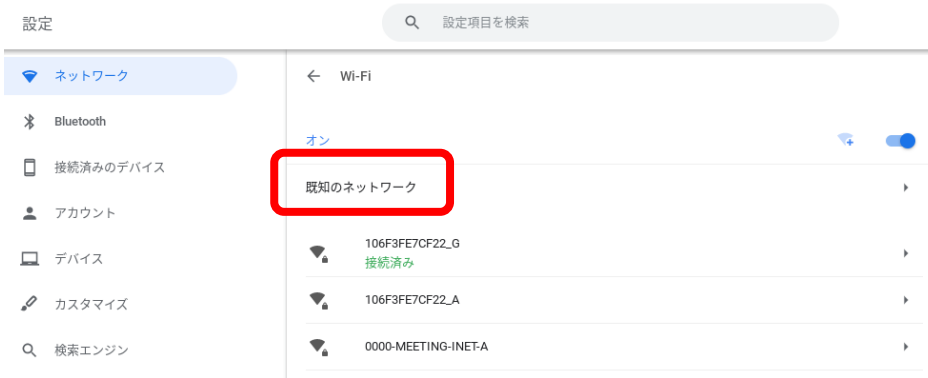 設定
設定項目を検索
ネットワーク
Bluetooth
接続済みのデバイス
アカウント
デバイス
カスタマイズ
検索エンジン
Wi-Fi
オン
既知のネットワーク
106F3FE7CF22_G
接続済み
106F3FE7CF22_A
0000-MEETING-INET-A